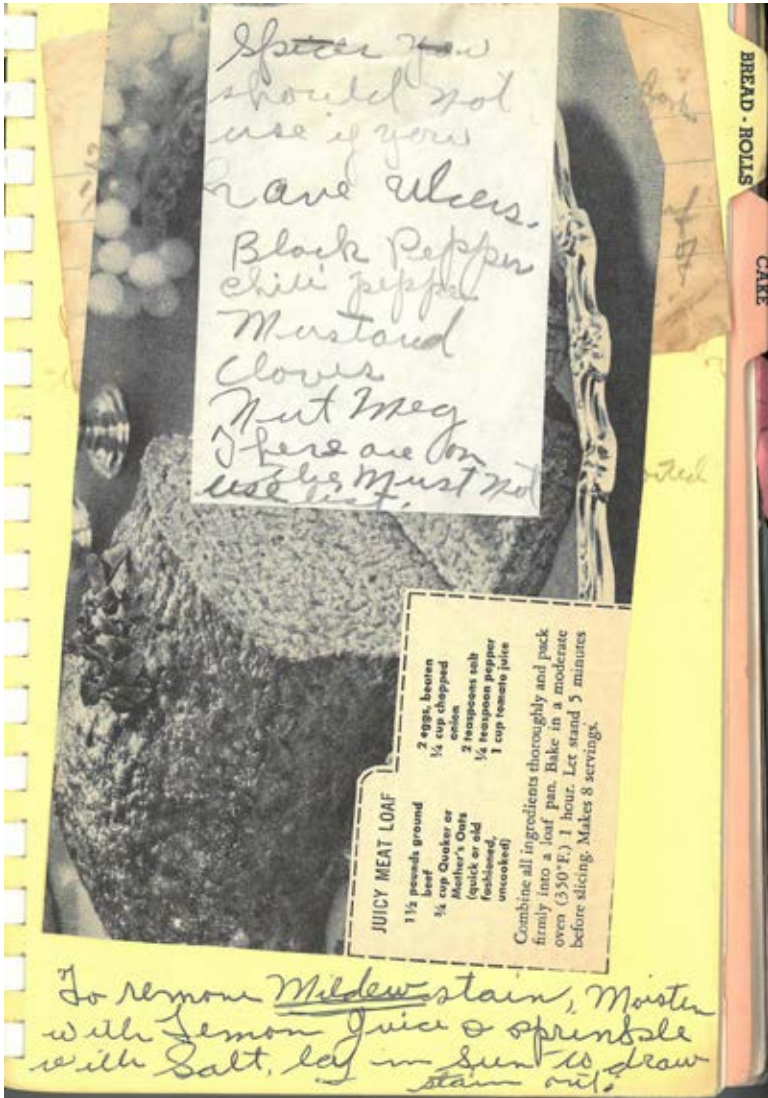 Spices you
should not
use if you
have ulcers.
Black Pepper
chili pepper
Mustard
Cloves
Nut Meg
There are on
the Must not
use list.
BREAD - ROLLS
CAKE
JUICY MEAT LOAF
1½ pounds ground
beef
¾ cup Quaker or
Mother's Oats
(quick or old
fashioned,
uncooked)
2 eggs, beaten
¼ cup chopped
onion
2 teaspoons salt
¼ teaspoon pepper
1 cup tomato juice
Combine all ingredients thoroughly and pack
firmly into a loaf pan. Bake in a moderate
oven (350°F.) 1 hour. Let stand 5 minutes
before slicing. Makes 8 servings.
To remove Mildew stain, Moisten
with Lemon Juice & sprinkle
with Salt, lay in Sun to draw
stain out.